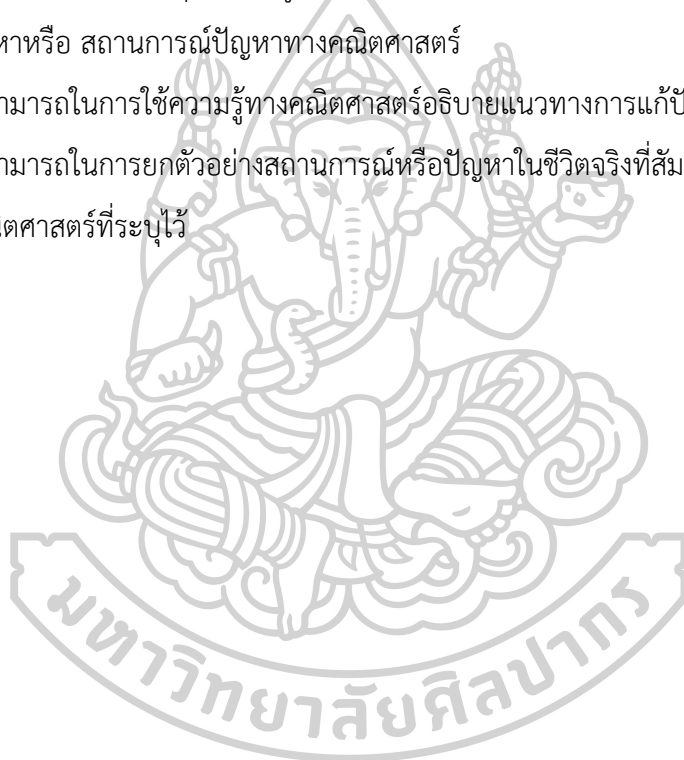 หาหรือ สถานการณ์ปัญหาทางคณิตศาสตร์
ามารถในการใช้ความรู้ทางคณิตศาสตร์อธิบายแนวทางการแก้ปั
ามารถในการยกตัวอย่างสถานการณ์หรือปัญหาในชีวิตจริงที่สัม
ิตศาสตร์ที่ระบุไว้
มหาวิทยาลัยศิลปากร